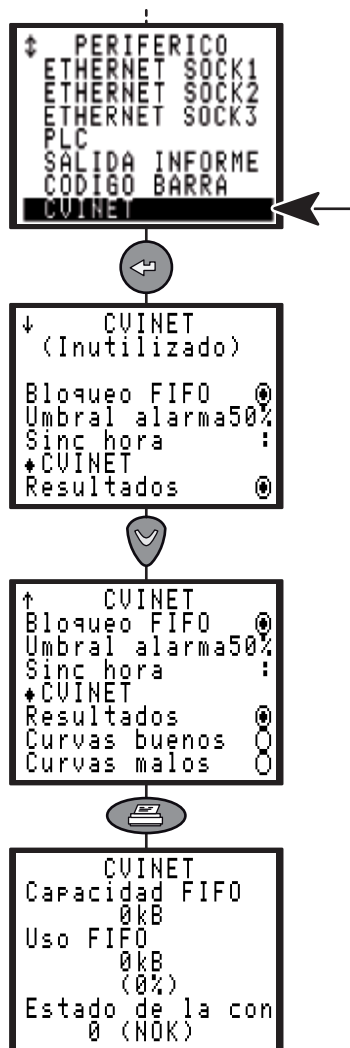 ↕ PERIFERICO
ETHERNET SOCK1
ETHERNET SOCK2
ETHERNET SOCK3
PLC
SALIDA INFORME
CODIGO BARRA
CVINET
↓ CVINET
(Inutilizado)
Bloqueo FIFO
Umbral alarma50%
Sinc hora :
♦CVINET
Resultados
↑ CVINET
Bloqueo FIFO
Umbral alarma50%
Sinc hora :
♦CVINET
Resultados
Curvas buenos
Curvas malos
CVINET
Capacidad FIFO
0kB
Uso FIFO
0kB
(0%)
Estado de la con
0 (NOK)